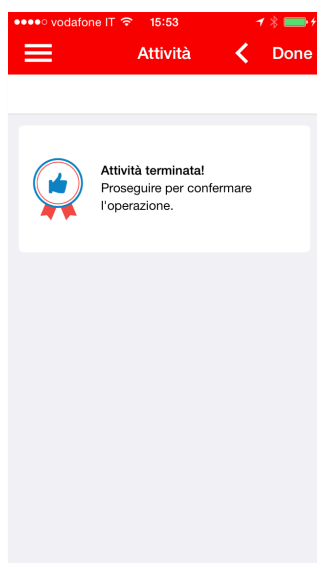 vodafone IT 15:53
Attività Done
Attività terminata!
Proseguire per confermare
l'operazione.